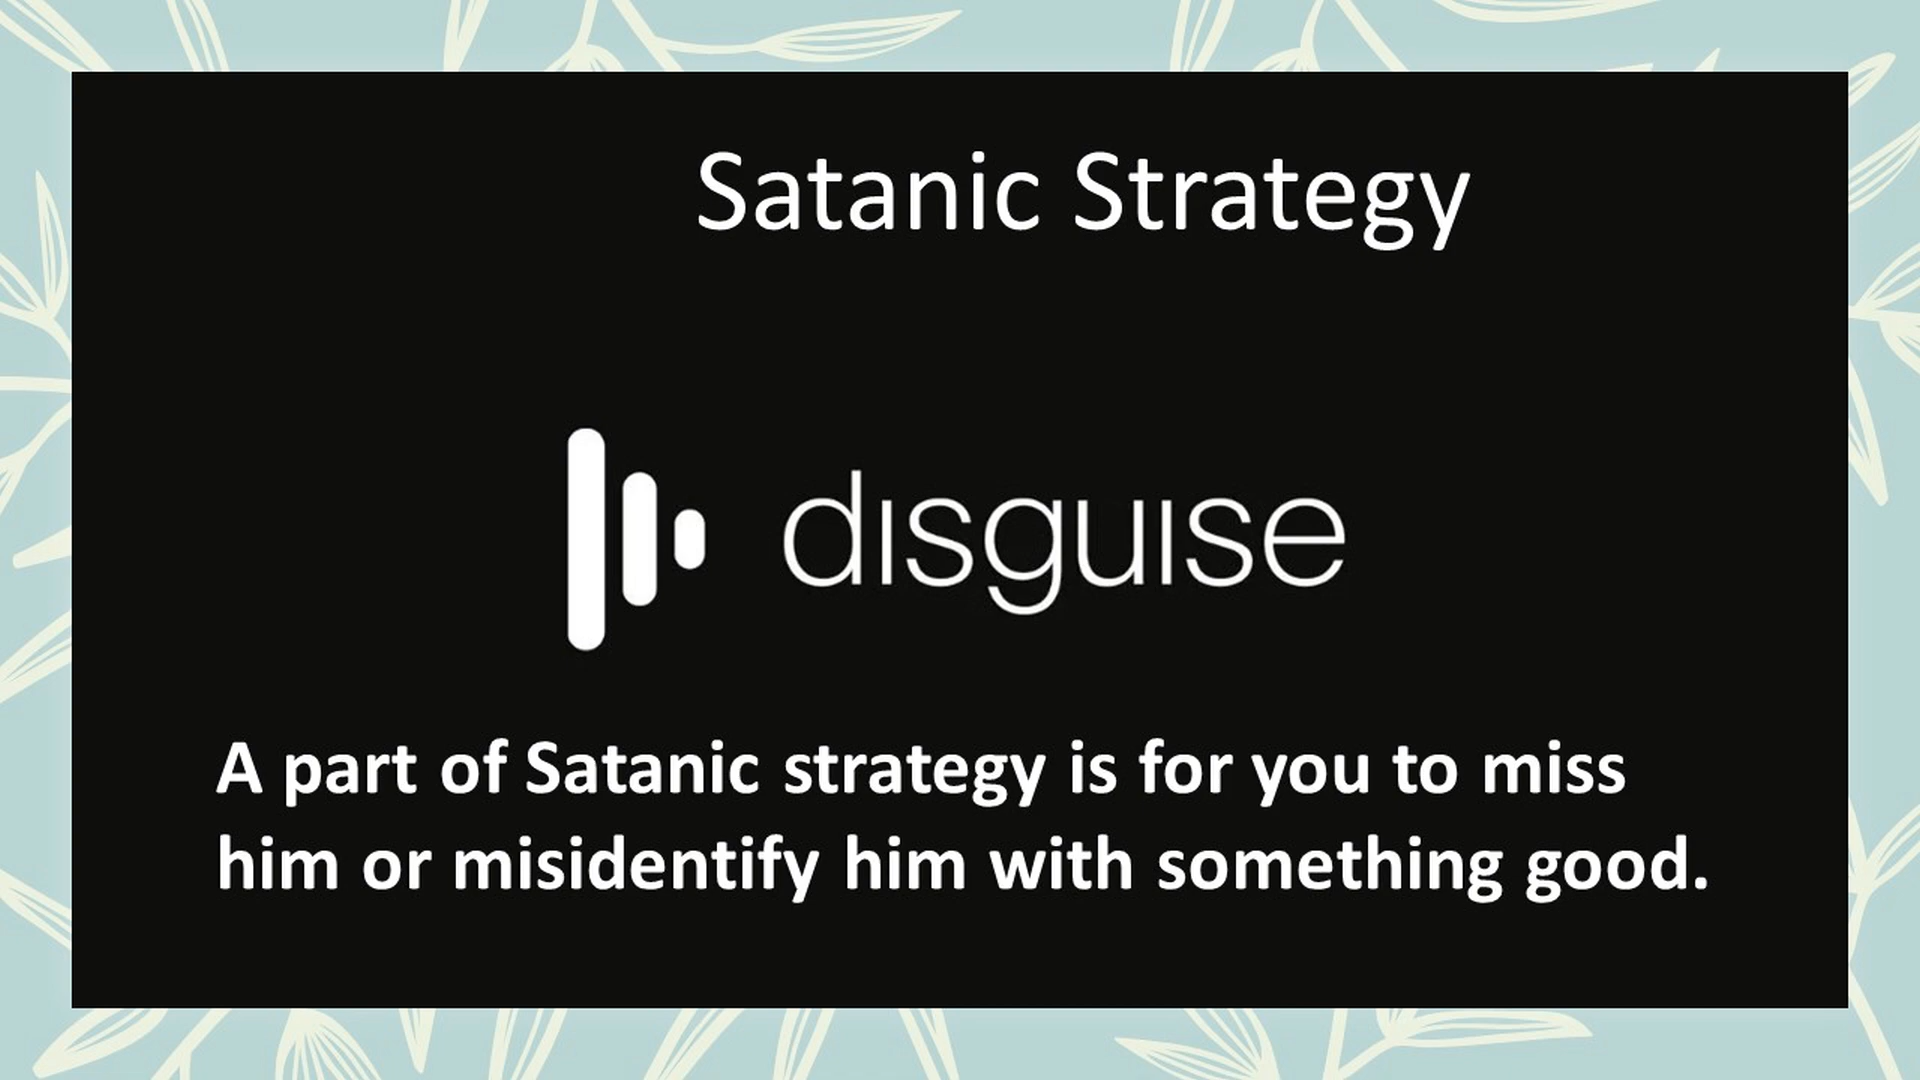 Satanic Strategy
disguise
A part of Satanic strategy is for you to miss
him or misidentify him with something good.